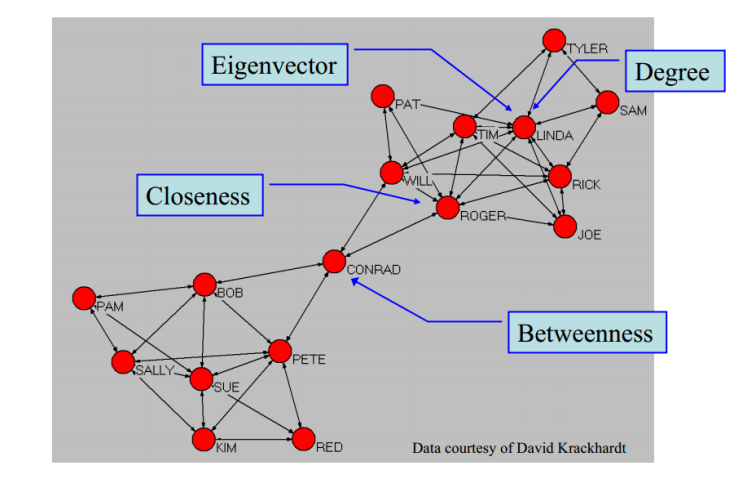 TYLER
Eigenvector
Degree
PAT
SAM
TIM
LINDA
WILL
RICK
Closeness
ROGER
JOE
CONRAD
BOB
PAM
Betweenness
PETE
SALLY
SUE
KIM
RED
Data courtesy of David Krackhardt